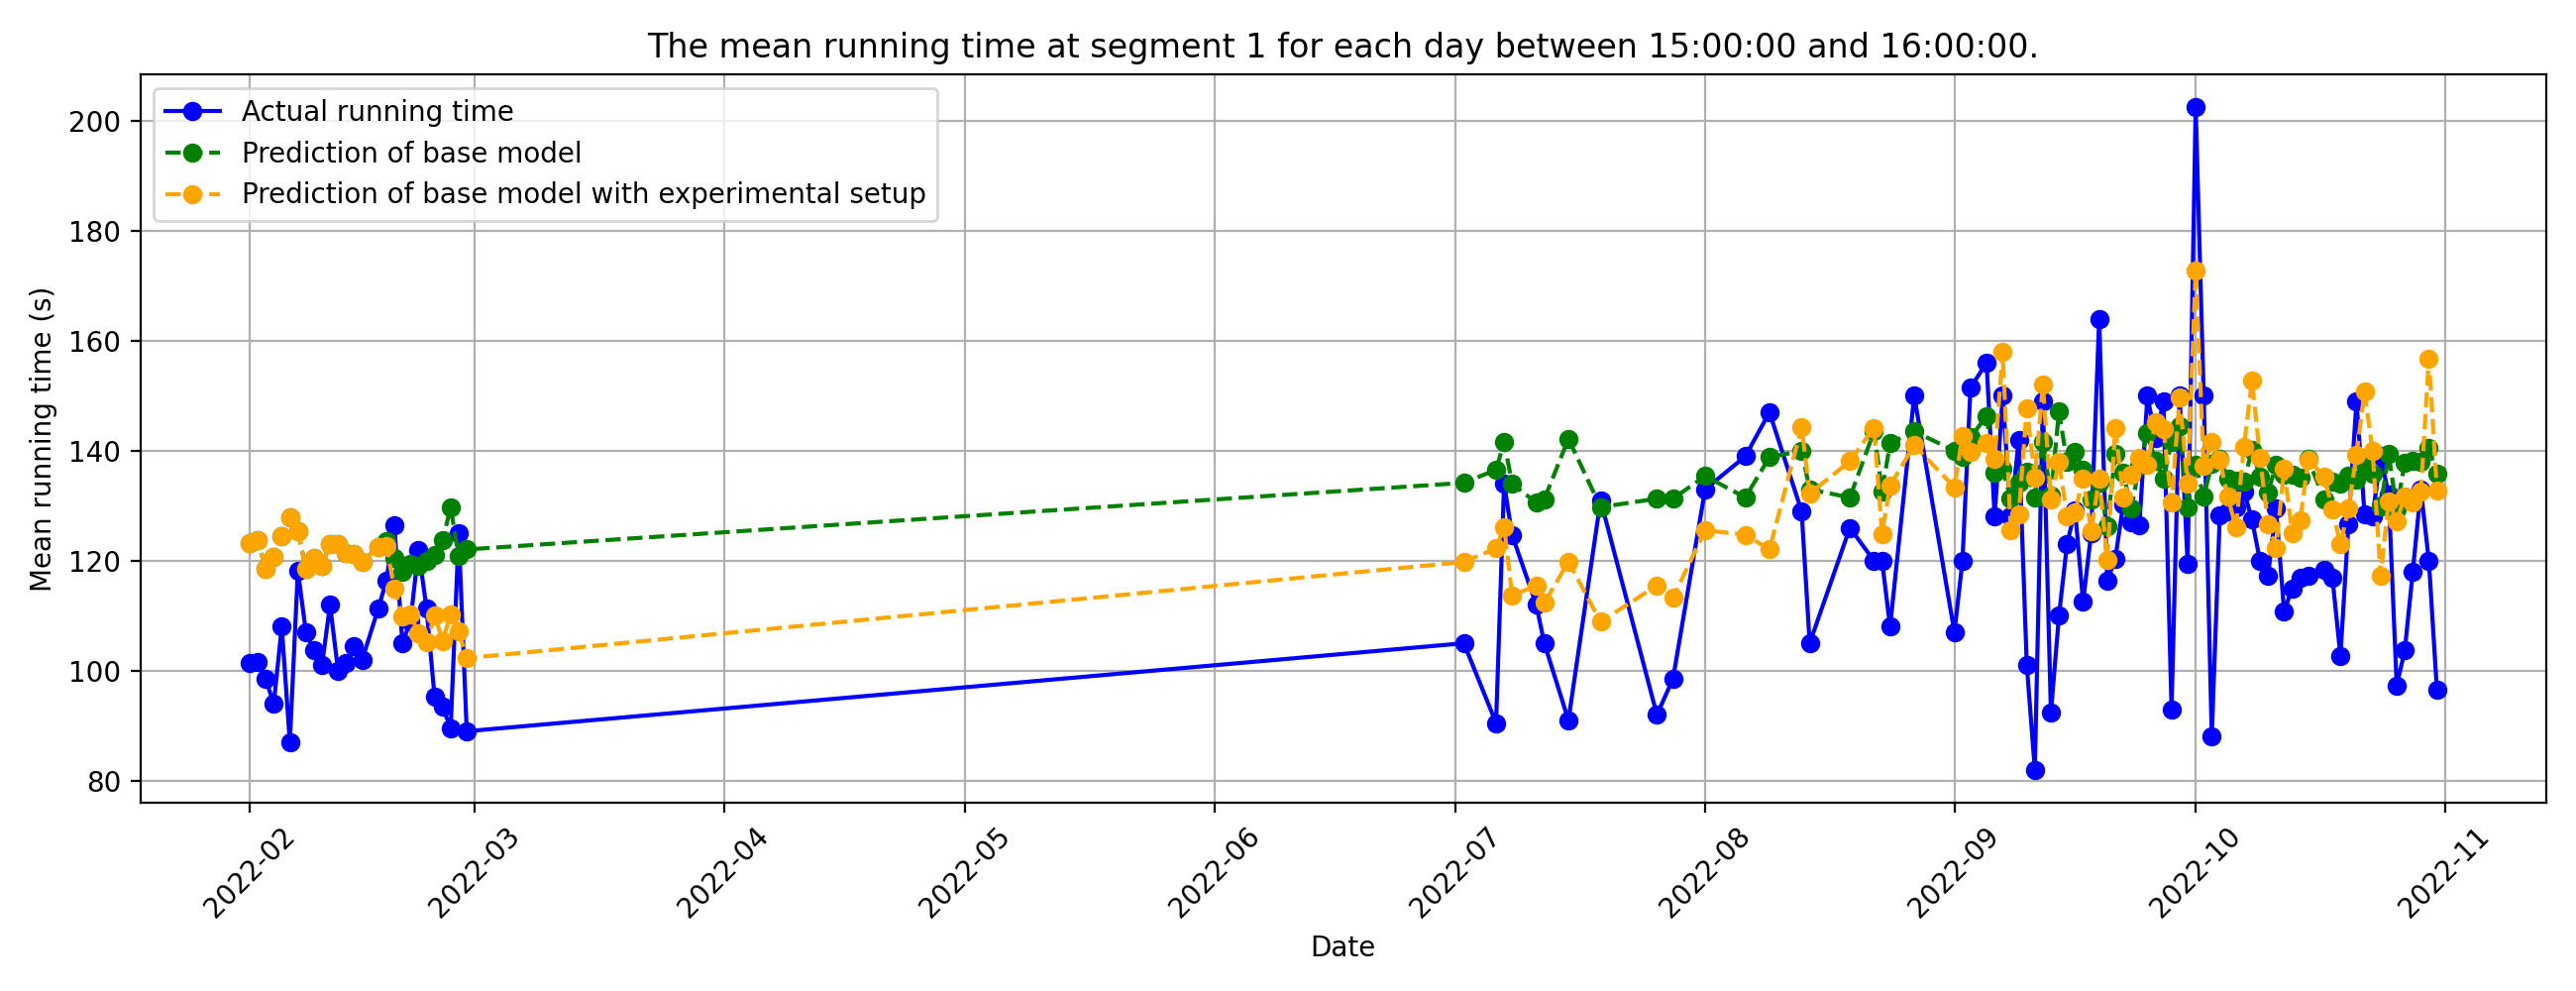 The mean running time at segment 1 for each day between 15:00:00 and 16:00:00.
Actual running time
Prediction of base model
Prediction of base model with experimental setup
Mean running time (s)
200
180
160
140
120
100
80
2022-02
2022-03
2022-04
2022-05
2022-06
2022-07
2022-08
2022-09
2022-10
2022-11
Date